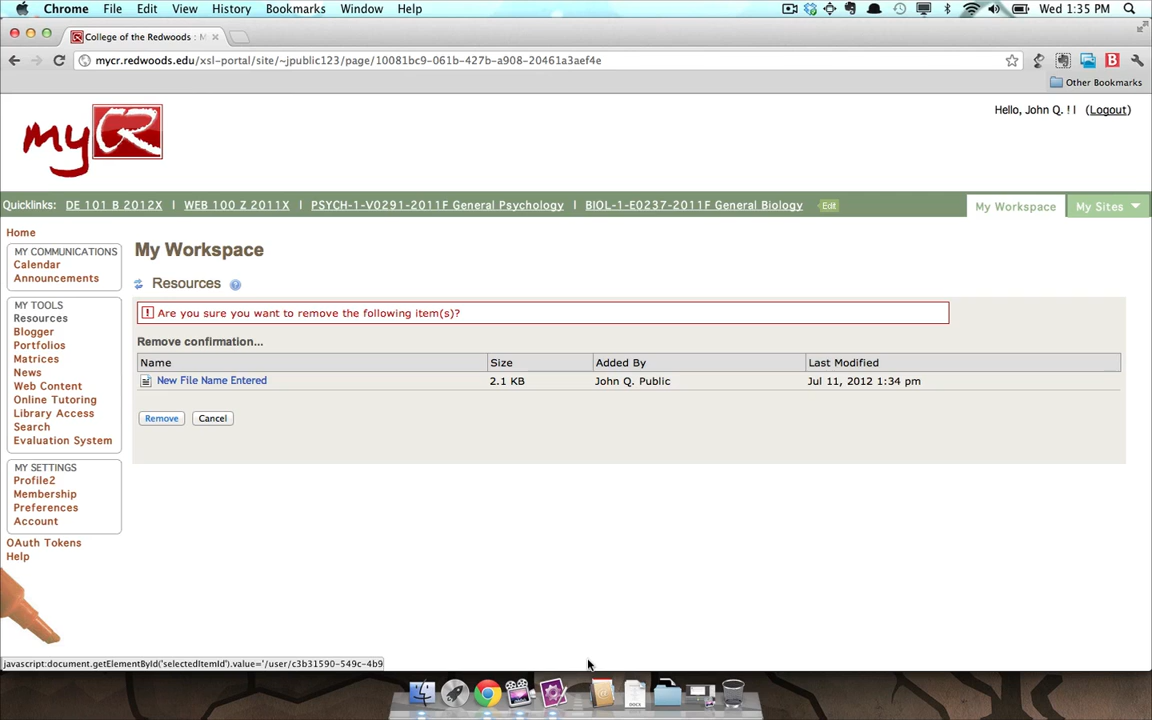 Chrome File Edit View History Bookmarks Window Help Wed 1:35 PM
College of the Redwoods : M
mycr.redwoods.edu/xsl-portal/site/~jpublic123/page/10081bc9-061b-427b-a908-20461a3aef4e
Other Bookmarks
my CR
Hello, John Q. ! | (Logout)
Quicklinks: DE 101 B 2012X | WEB 100 Z 2011X | PSYCH-1-V0291-2011F General Psychology | BIOL-1-E0237-2011F General Biology Edit My Workspace My Sites
Home
MY COMMUNICATIONS
Calendar
Announcements
MY TOOLS
Resources
Blogger
Portfolios
Matrices
News
Web Content
Online Tutoring
Library Access
Search
Evaluation System
MY SETTINGS
Profile2
Membership
Preferences
Account
OAuth Tokens
Help
My Workspace
Resources ?
! Are you sure you want to remove the following item(s)?
Remove confirmation...
Name Size Added By Last Modified
New File Name Entered 2.1 KB John Q. Public Jul 11, 2012 1:34 pm
Remove Cancel
javascript:document.getElementById('selectedItemId').value='/user/c3b31590-549c-4b9
DOCX